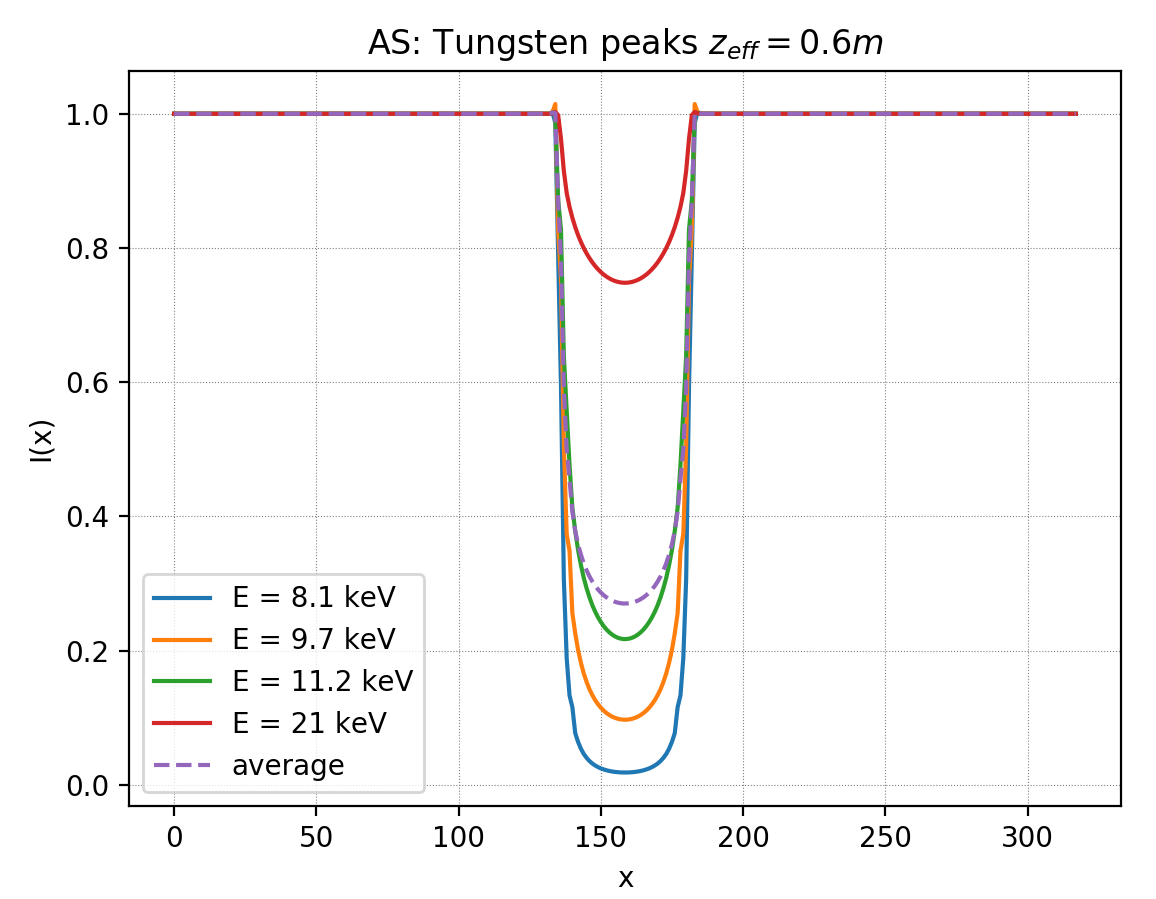 AS: Tungsten peaks z_eff = 0.6m
1.0
0.8
0.6
0.4
0.2
0.0
I(x)
E = 8.1 keV
E = 9.7 keV
E = 11.2 keV
E = 21 keV
average
0 50 100 150 200 250 300
x